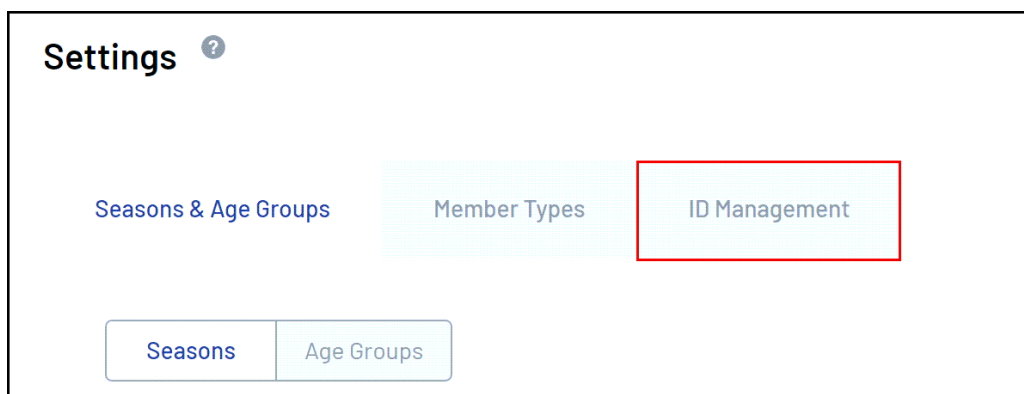 Settings ?
Seasons & Age Groups Member Types ID Management
Seasons Age Groups